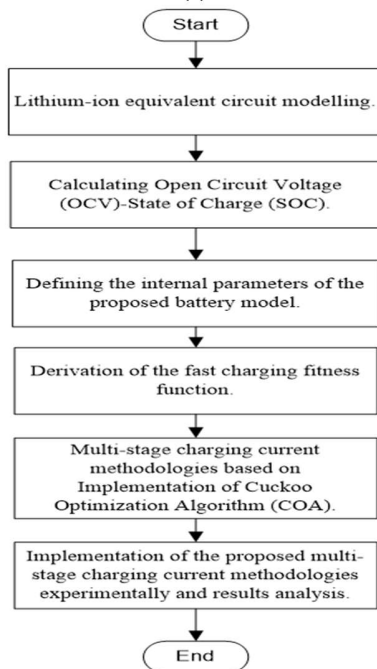 Start
Lithium-ion equivalent circuit modelling.
Calculating Open Circuit Voltage
(OCV)-State of Charge (SOC).
Defining the internal parameters of the
proposed battery model.
Derivation of the fast charging fitness
function.
Multi-stage charging current
methodologies based on
Implementation of Cuckoo
Optimization Algorithm (COA).
Implementation of the proposed multi-
stage charging current methodologies
experimentally and results analysis.
End